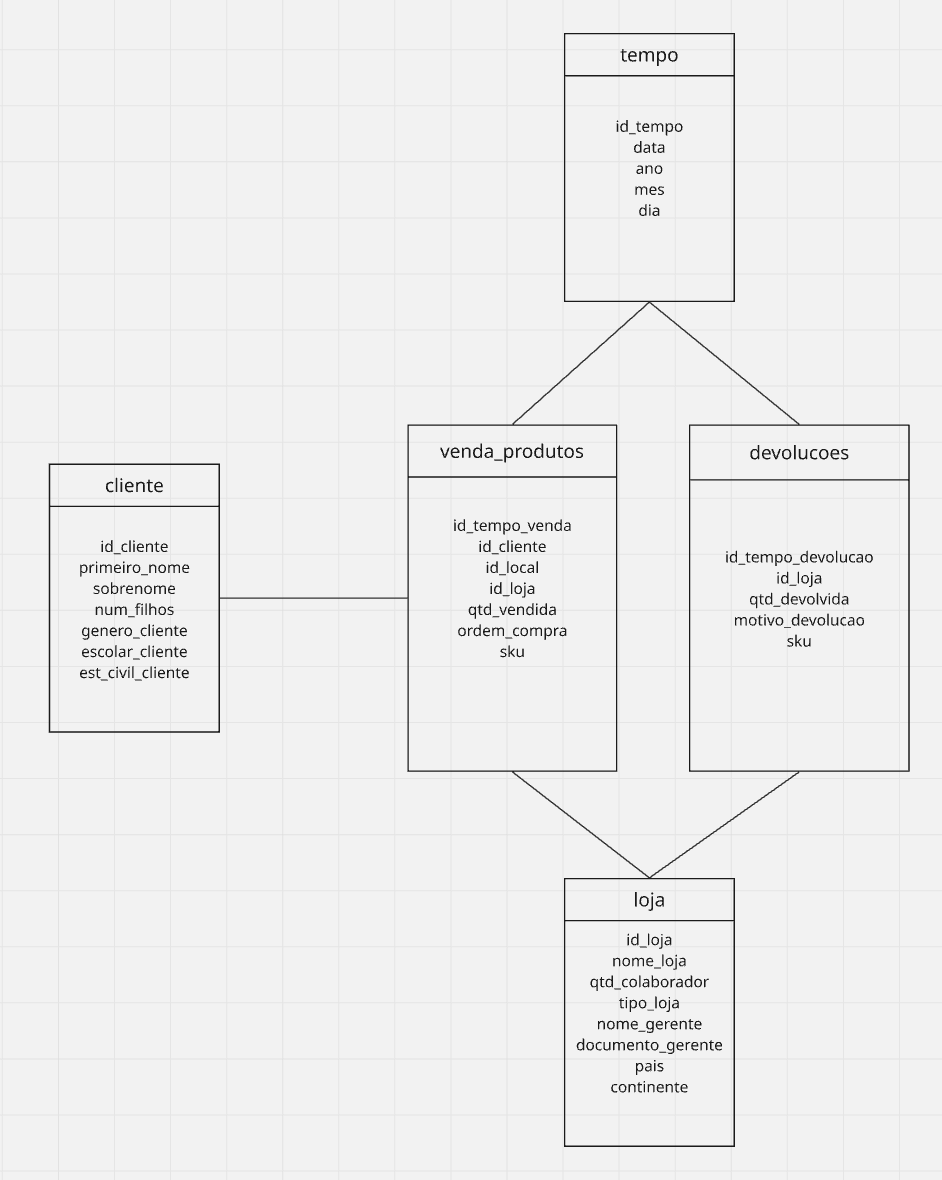 tempo
id_tempo
data
ano
mes
dia
cliente
id_cliente
primeiro_nome
sobrenome
num_filhos
genero_cliente
escolar_cliente
est_civil_cliente
venda_produtos
id_tempo_venda
id_cliente
id_local
id_loja
qtd_vendida
ordem_compra
sku
devolucoes
id_tempo_devolucao
id_loja
qtd_devolvida
motivo_devolucao
sku
loja
id_loja
nome_loja
qtd_colaborador
tipo_loja
nome_gerente
documento_gerente
pais
continente